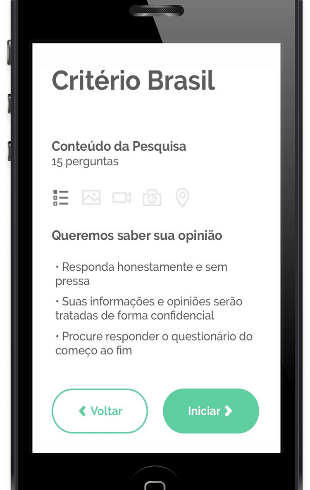 Critério Brasil
Conteúdo da Pesquisa
15 perguntas
Queremos saber sua opinião
• Responda honestamente e sem
pressa
• Suas informações e opiniões serão
tratadas de forma confidencial
• Procure responder o questionário do
começo ao fim
Voltar
Iniciar